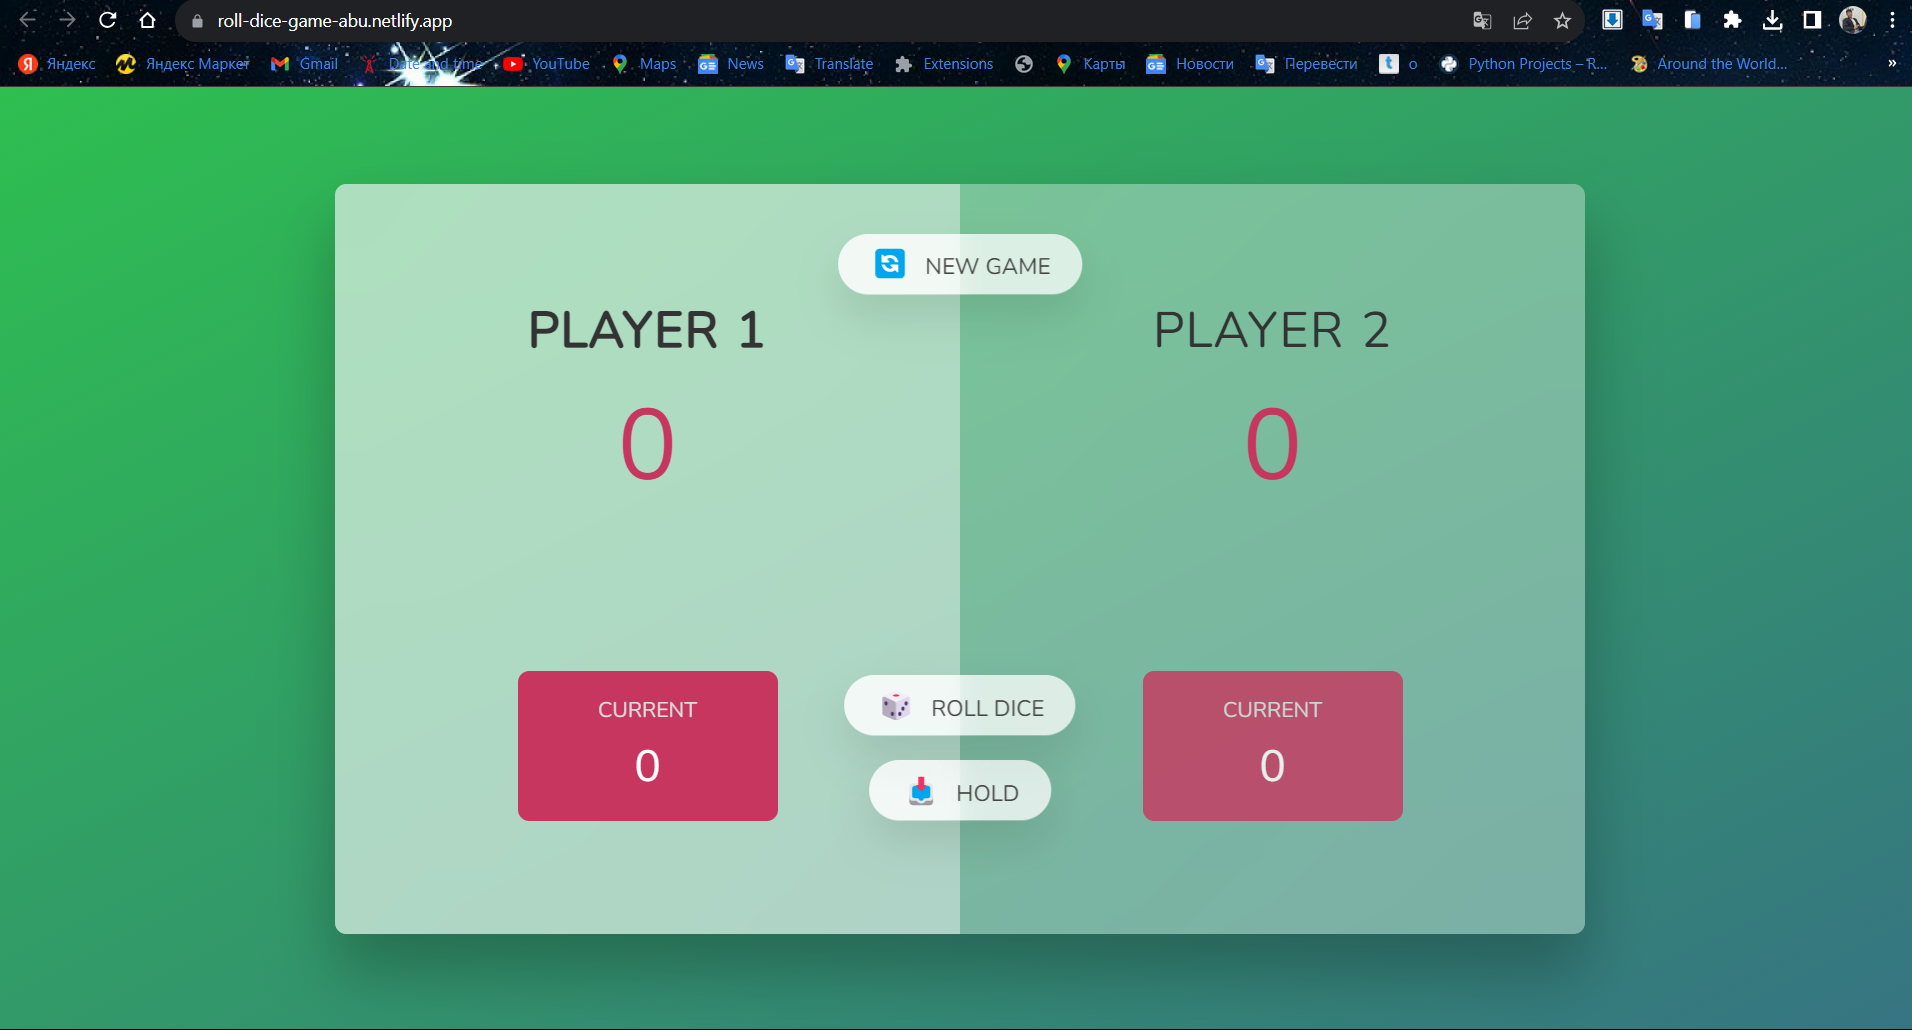 roll-dice-game-abu.netlify.app
Яндекс Яндекс Маркет Gmail Date and time YouTube Maps News Translate Extensions Карты Новости Перевести o Python Projects – R... Around the World... »
NEW GAME
PLAYER 1
0
PLAYER 2
0
CURRENT
0
ROLL DICE
HOLD
CURRENT
0